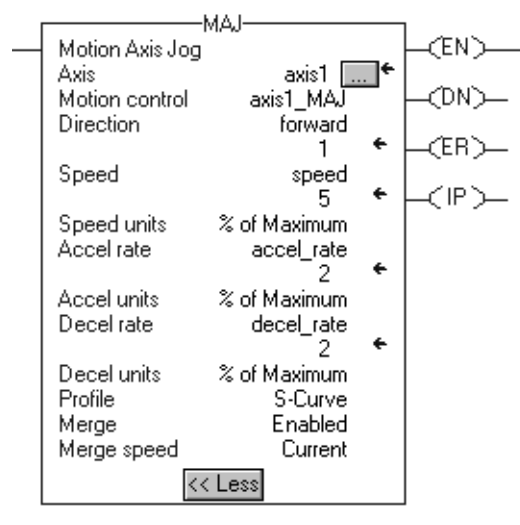 MAJ
Motion Axis Jog
EN
Axis axis1 ...
Motion control axis1_MAJ
DN
Direction forward
1
ER
Speed speed
5
IP
Speed units % of Maximum
Accel rate accel_rate
2
Accel units % of Maximum
Decel rate decel_rate
2
Decel units % of Maximum
Profile S-Curve
Merge Enabled
Merge speed Current
<< Less